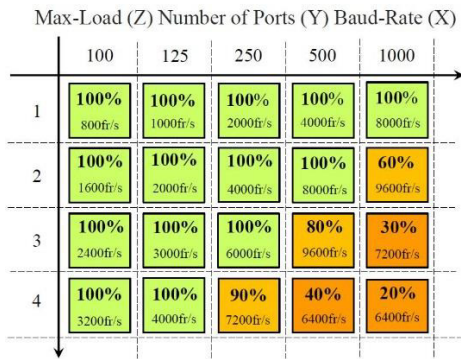 Max-Load (Z) Number of Ports (Y) Baud-Rate (X)
100 125 250 500 1000
1 100% 100% 100% 100% 100%
800fr/s 1000fr/s 2000fr/s 4000fr/s 8000fr/s
2 100% 100% 100% 100% 60%
1600fr/s 2000fr/s 4000fr/s 8000fr/s 9600fr/s
3 100% 100% 100% 80% 30%
2400fr/s 3000fr/s 6000fr/s 9600fr/s 7200fr/s
4 100% 100% 90% 40% 20%
3200fr/s 4000fr/s 7200fr/s 6400fr/s 6400fr/s